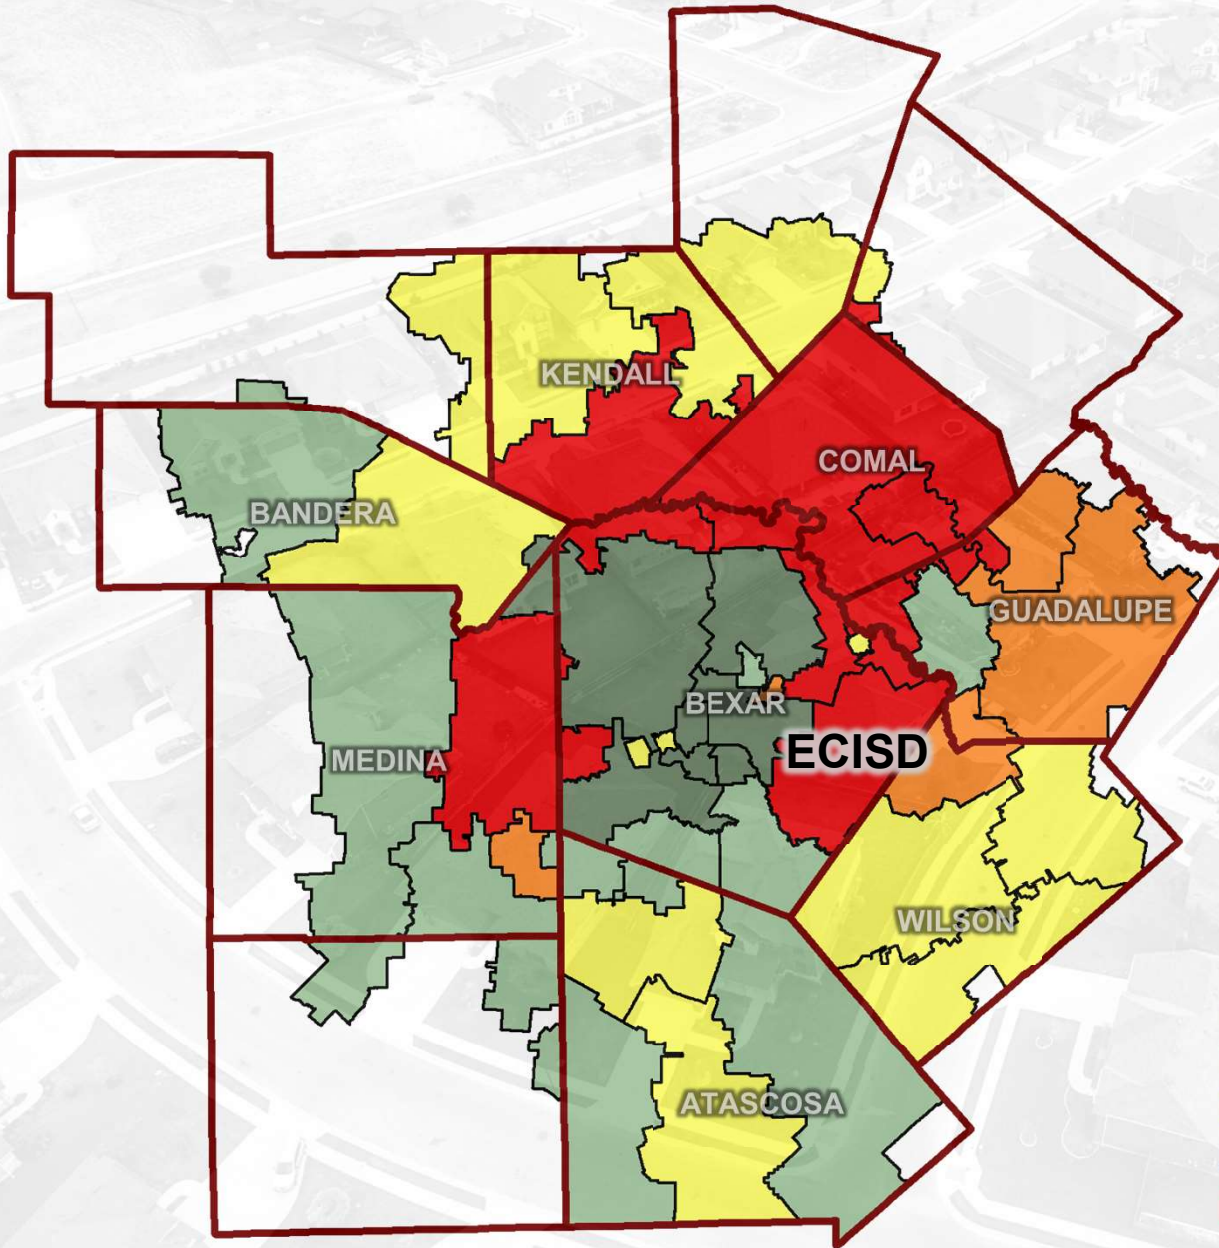 KENDALL
COMAL
BANDERA
GUADALUPE
BEXAR
ECISD
MEDINA
WILSON
ATASCOSA